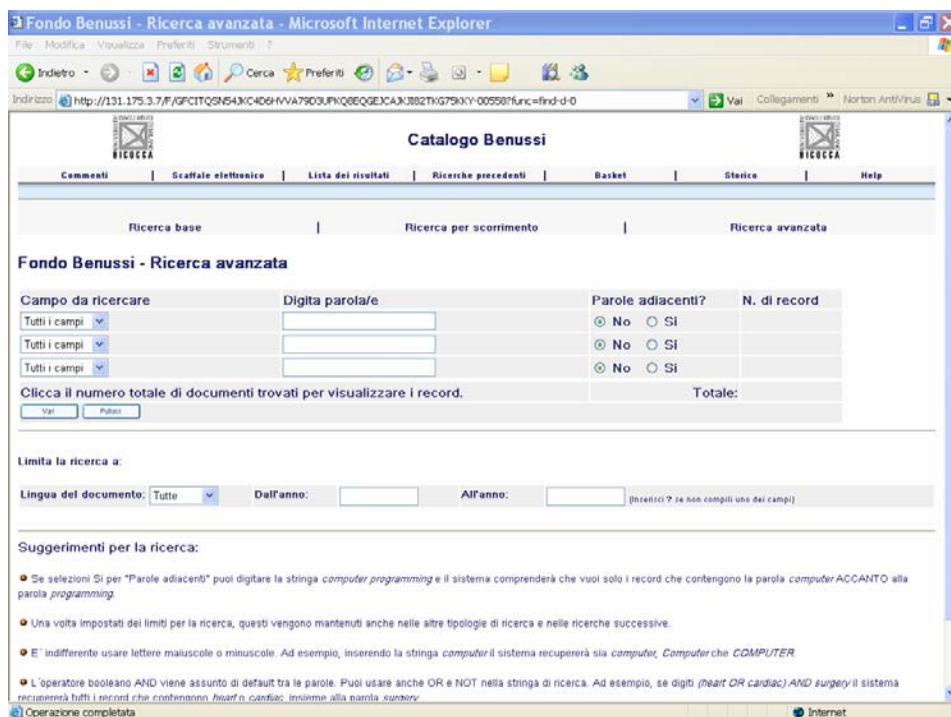 Fondo Benussi - Ricerca avanzata - Microsoft Internet Explorer
File Modifica Visualizza Preferiti Strumenti ?
Indietro Cerca Preferiti
Indirizzo Vai Collegamenti » Norton AntiVirus
BICOCCA Catalogo Benussi BICOCCA
Commenti | Scaffale elettronico | Lista dei risultati | Ricerche precedenti | Basket | Storico | Help
Ricerca base | Ricerca per scorrimento | Ricerca avanzata
Fondo Benussi - Ricerca avanzata
Campo da ricercare Digita parola/e Parole adiacenti? N. di record
Tutti i campi No Si
Tutti i campi No Si
Tutti i campi No Si
Clicca il numero totale di documenti trovati per visualizzare i record. Totale:
Vai Pulisci
Limita la ricerca a:
Lingua del documento: Tutte Dall'anno: All'anno: (Inserisci ? se non compili uno dei campi)
Suggerimenti per la ricerca:
Se selezioni Si per "Parole adiacenti" puoi digitare la stringa computer programming e il sistema comprenderà che vuoi solo i record che contengono la parola computer ACCANTO alla
parola programming.
Una volta impostati dei limiti per la ricerca, questi vengono mantenuti anche nelle altre tipologie di ricerca e nelle ricerche successive.
E` indifferente usare lettere maiuscole o minuscole. Ad esempio, inserendo la stringa computer il sistema recupererà sia computer, Computer che COMPUTER.
L`operatore booleano AND viene assunto di default tra le parole. Puoi usare anche OR e NOT nella stringa di ricerca. Ad esempio, se digiti (heart OR cardiac) AND surgery il sistema
recupererà tutti i record che contengono heart o cardiac insieme alla parola surgery
Operazione completata Internet